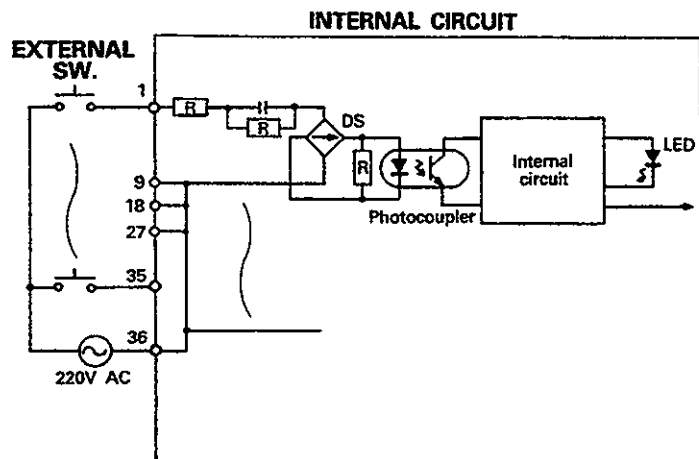 INTERNAL CIRCUIT
EXTERNAL
SW.
1
R
R
DS
R
Photocoupler
Internal
circuit
LED
9
18
27
35
36
220V AC